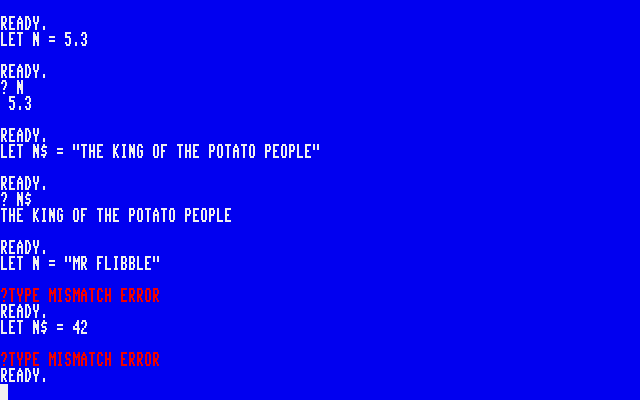 READY.
LET N = 5.3
READY.
? N
5.3
READY.
LET N$ = "THE KING OF THE POTATO PEOPLE"
READY.
? N$
THE KING OF THE POTATO PEOPLE
READY.
LET N = "MR FLIBBLE"
?TYPE MISMATCH ERROR
READY.
LET N$ = 42
?TYPE MISMATCH ERROR
READY.